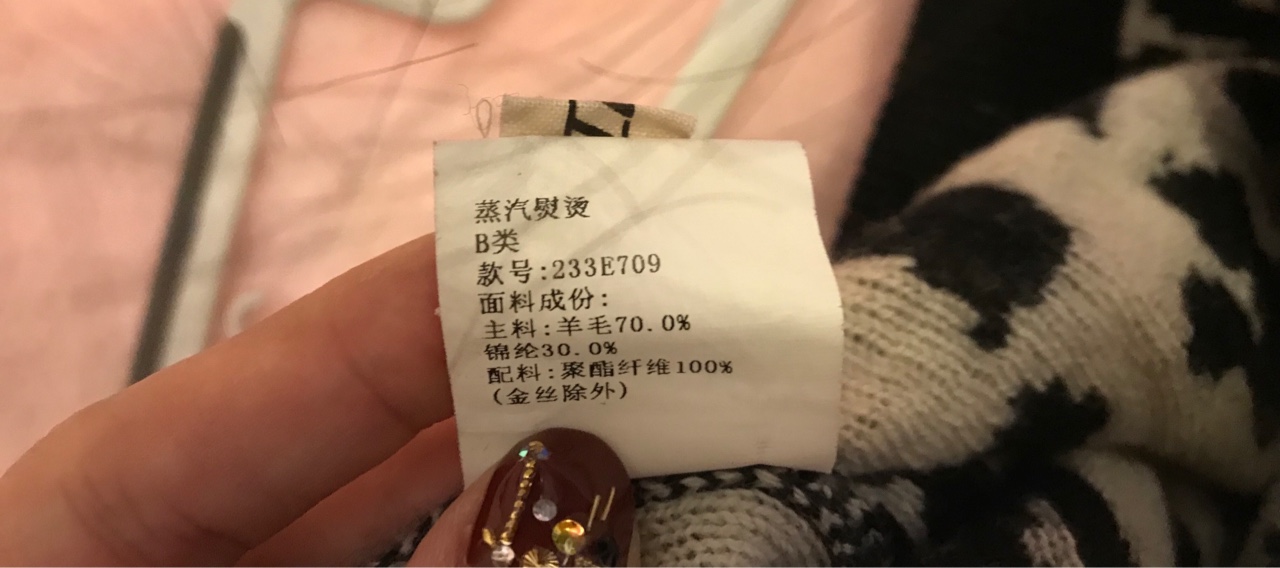 蒸汽熨烫
B类
款号:233E709
面料成份:
主料:羊毛70.0%
锦纶30.0%
配料:聚酯纤维100%
(金丝除外)